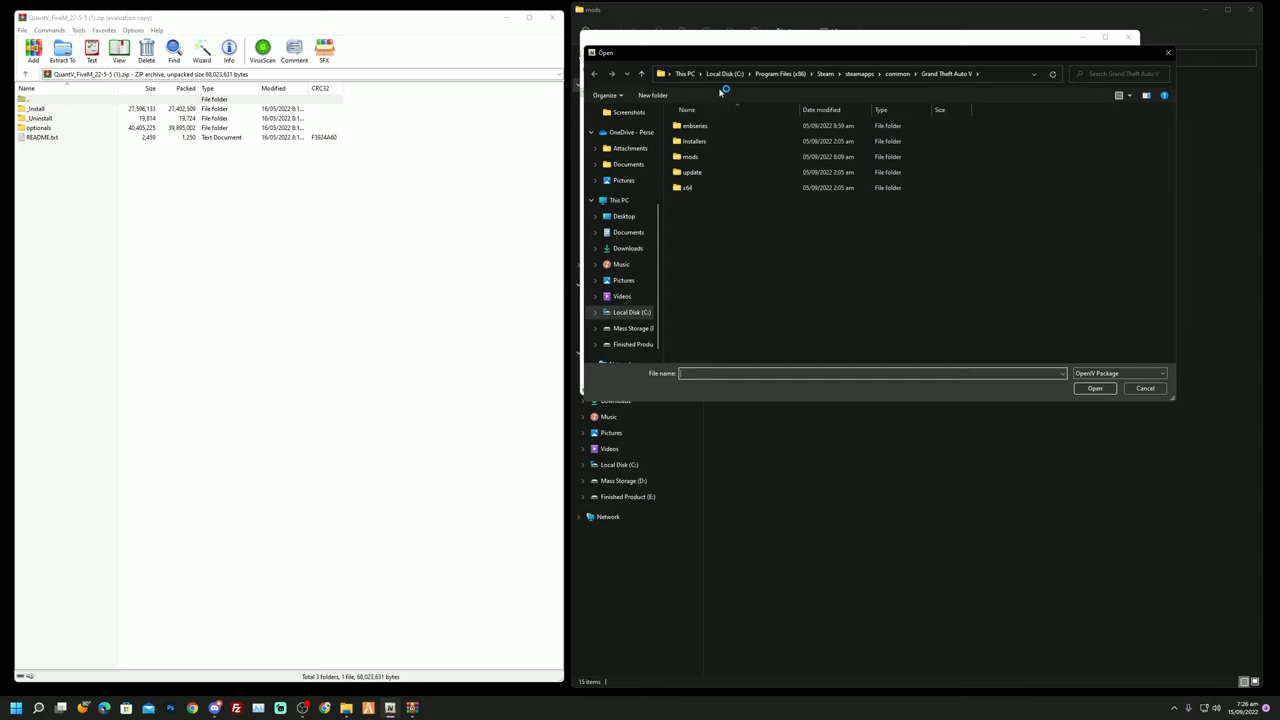 QuantV_FiveM_22-5-5 (1).zip (evaluation copy)
File Commands Tools Favorites Options Help
Add Extract To Test View Delete Find Wizard Info VirusScan Comment SFX
QuantV_FiveM_22-5-5 (1).zip - ZIP archive, unpacked size 68,023,631 bytes
Name Size Packed Type Modified CRC32
.. File folder
_Install 27,596,133 27,402,509 File folder 16/05/2022 8:1...
_Uninstall 19,814 19,724 File folder 16/05/2022 8:1...
optionals 40,405,225 39,895,002 File folder 16/05/2022 8:1...
README.txt 2,459 1,250 Text Document 16/05/2022 8:1... F3924A60
Total 3 folders, 1 file, 68,023,631 bytes
mods
Open
This PC > Local Disk (C:) > Program Files (x86) > Steam > steamapps > common > Grand Theft Auto V >
Search Grand Theft Auto V
Organize New folder
Name Date modified Type Size
enbseries 05/09/2022 8:59 am File folder
Installers 05/09/2022 2:05 am File folder
mods 05/09/2022 8:09 am File folder
update 05/09/2022 2:05 am File folder
x64 05/09/2022 2:05 am File folder
Screenshots
OneDrive - Perso
Attachments
Documents
Pictures
This PC
Desktop
Documents
Downloads
Music
Pictures
Videos
Local Disk (C:)
Mass Storage (
Finished Produ
File name:
OpenIV Package
Open Cancel
Downloads
Music
Pictures
Videos
Local Disk (C:)
Mass Storage (D:)
Finished Product (E:)
Network
15 items
80°
7:26 am
15/09/2022